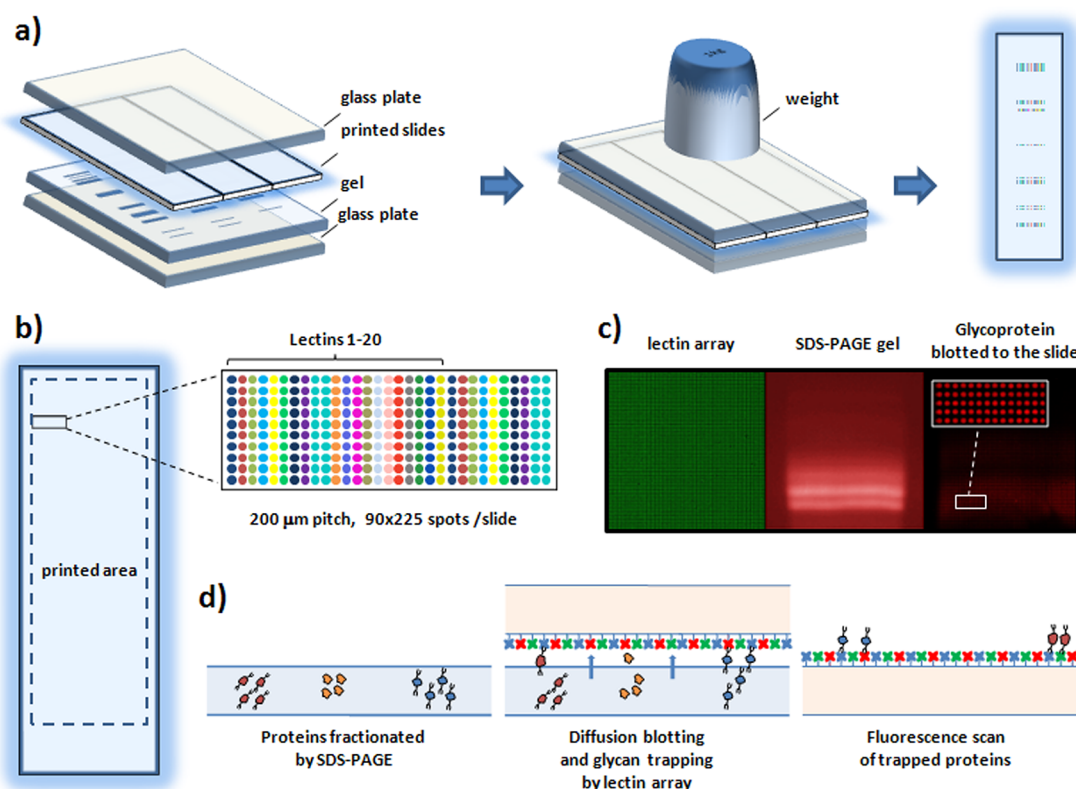 a)
glass plate
printed slides
gel
glass plate
weight
b)
Lectins 1-20
200 µm pitch, 90x225 spots /slide
printed area
c)
lectin array
SDS-PAGE gel
Glycoprotein
blotted to the slide
d)
Proteins fractionated
by SDS-PAGE
Diffusion blotting
and glycan trapping
by lectin array
Fluorescence scan
of trapped proteins